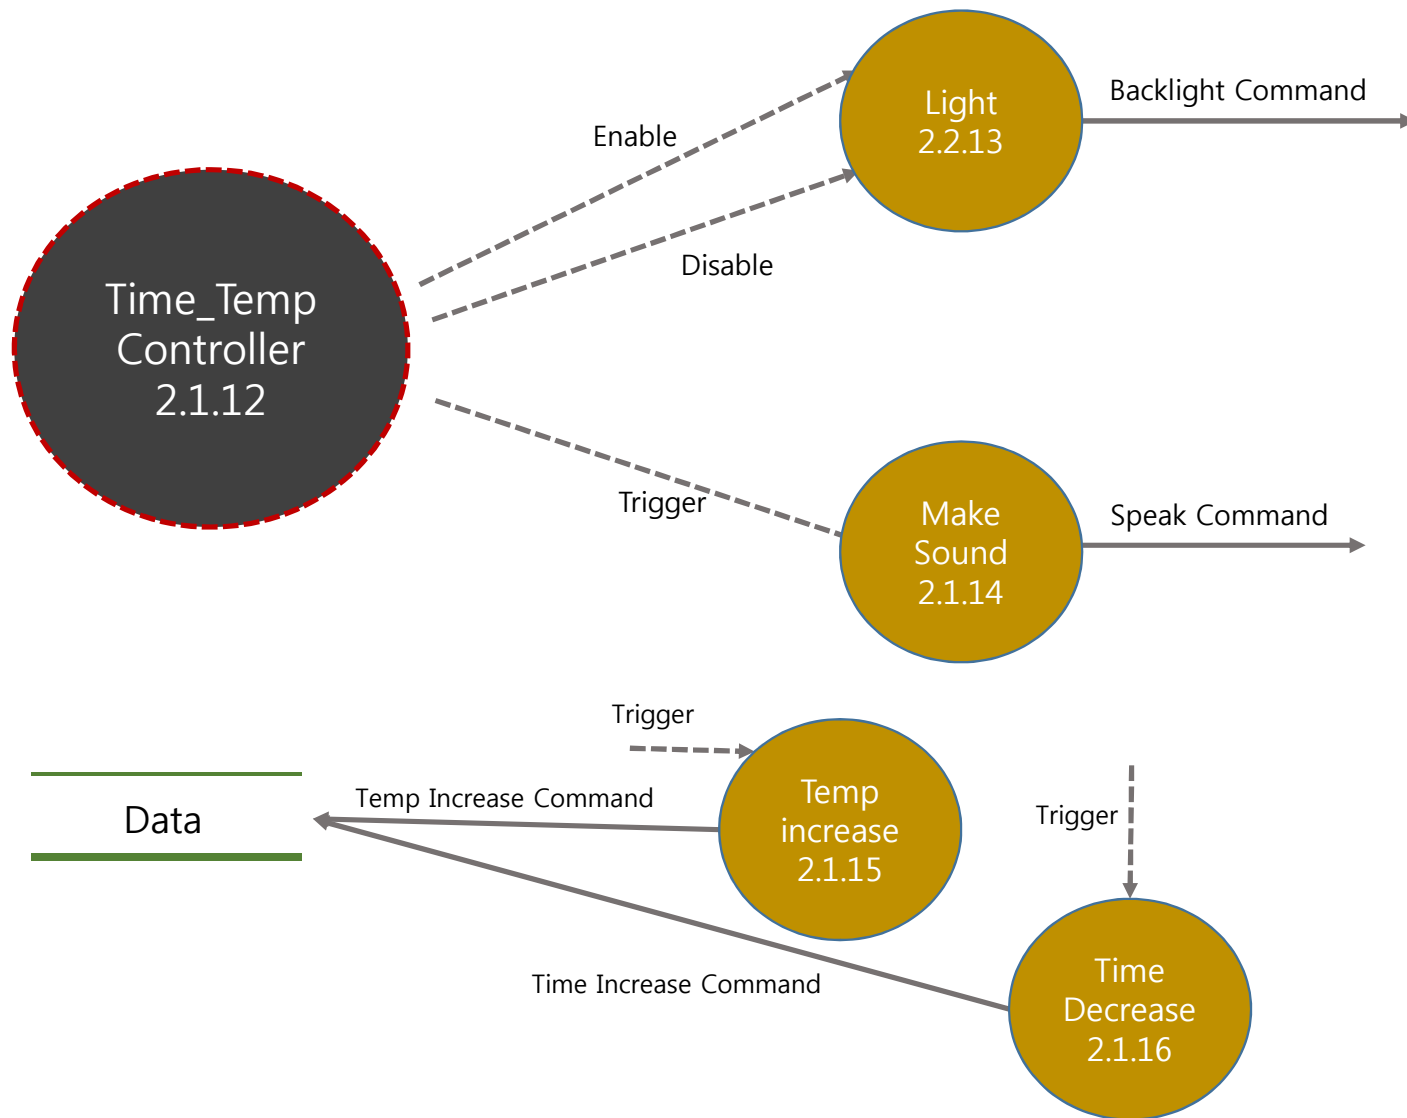 Light
2.2.13
Backlight Command
Enable
Disable
Time_Temp
Controller
2.1.12
Trigger
Make
Sound
2.1.14
Speak Command
Trigger
Temp
increase
2.1.15
Temp Increase Command
Data
Trigger
Time Increase Command
Time
Decrease
2.1.16